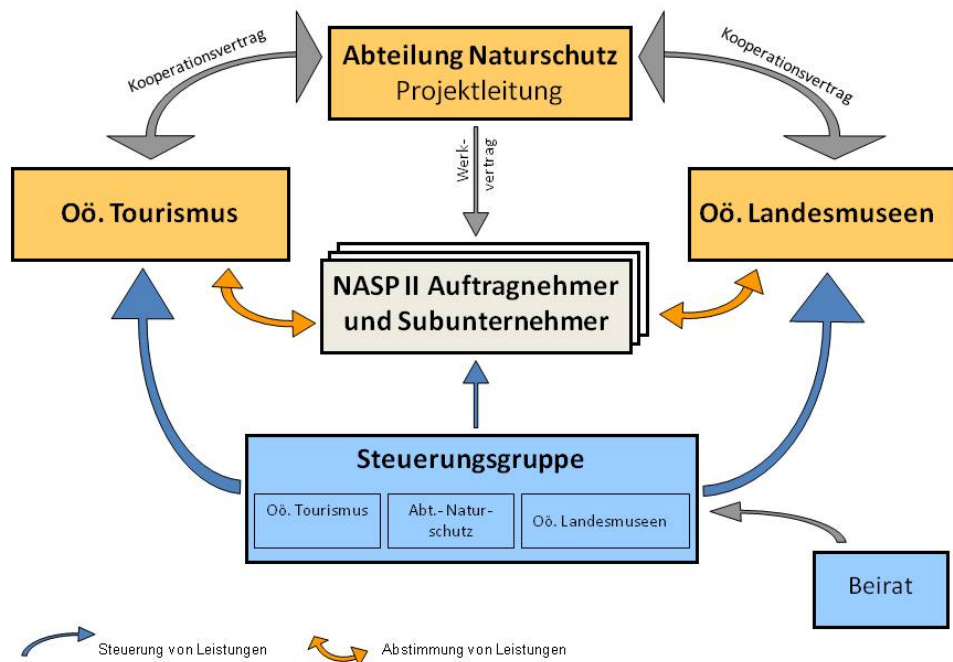 Kooperationsvertrag
Abteilung Naturschutz
Projektleitung
Kooperationsvertrag
Werk-
vertrag
Oö. Tourismus
Oö. Landesmuseen
NASP II Auftragnehmer
und Subunternehmer
Steuerungsgruppe
Oö. Tourismus
Abt.- Natur-
schutz
Oö. Landesmuseen
Beirat
Steuerung von Leistungen
Abstimmung von Leistungen